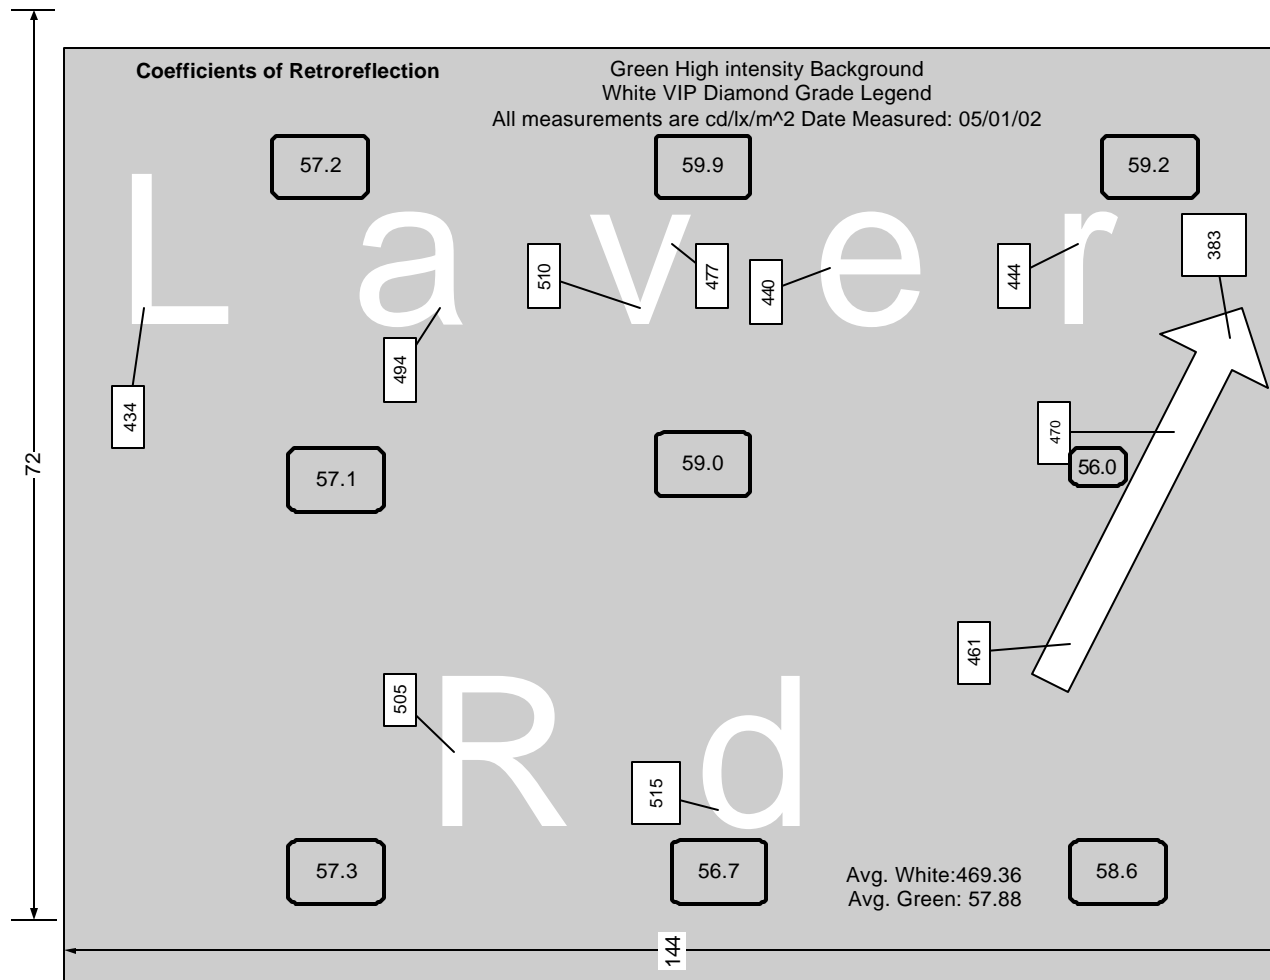 Coefficients of Retroreflection
Green High intensity Background
White VIP Diamond Grade Legend
All measurements are cd/lx/m^2 Date Measured: 05/01/02
57.2
59.9
59.2
Laver
383
510
477
440
444
494
434
470
72
57.1
59.0
56.0
461
505
Rd
515
57.3
56.7
58.6
Avg. White:469.36
Avg. Green: 57.88
144